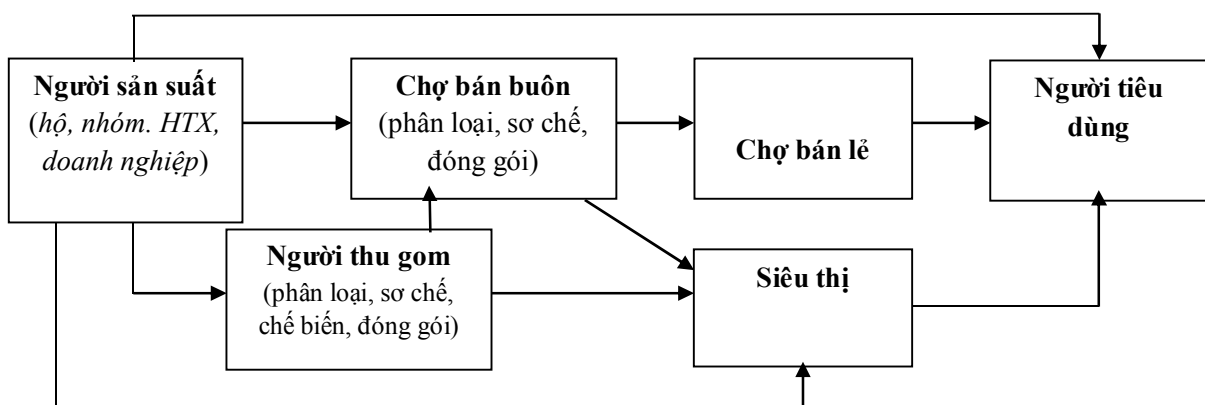 Người sản suất
(hộ, nhóm. HTX,
doanh nghiệp)
Chợ bán buôn
(phân loại, sơ chế,
đóng gói)
Chợ bán lẻ
Người tiêu
dùng
Người thu gom
(phân loại, sơ chế,
chế biến, đóng gói)
Siêu thị